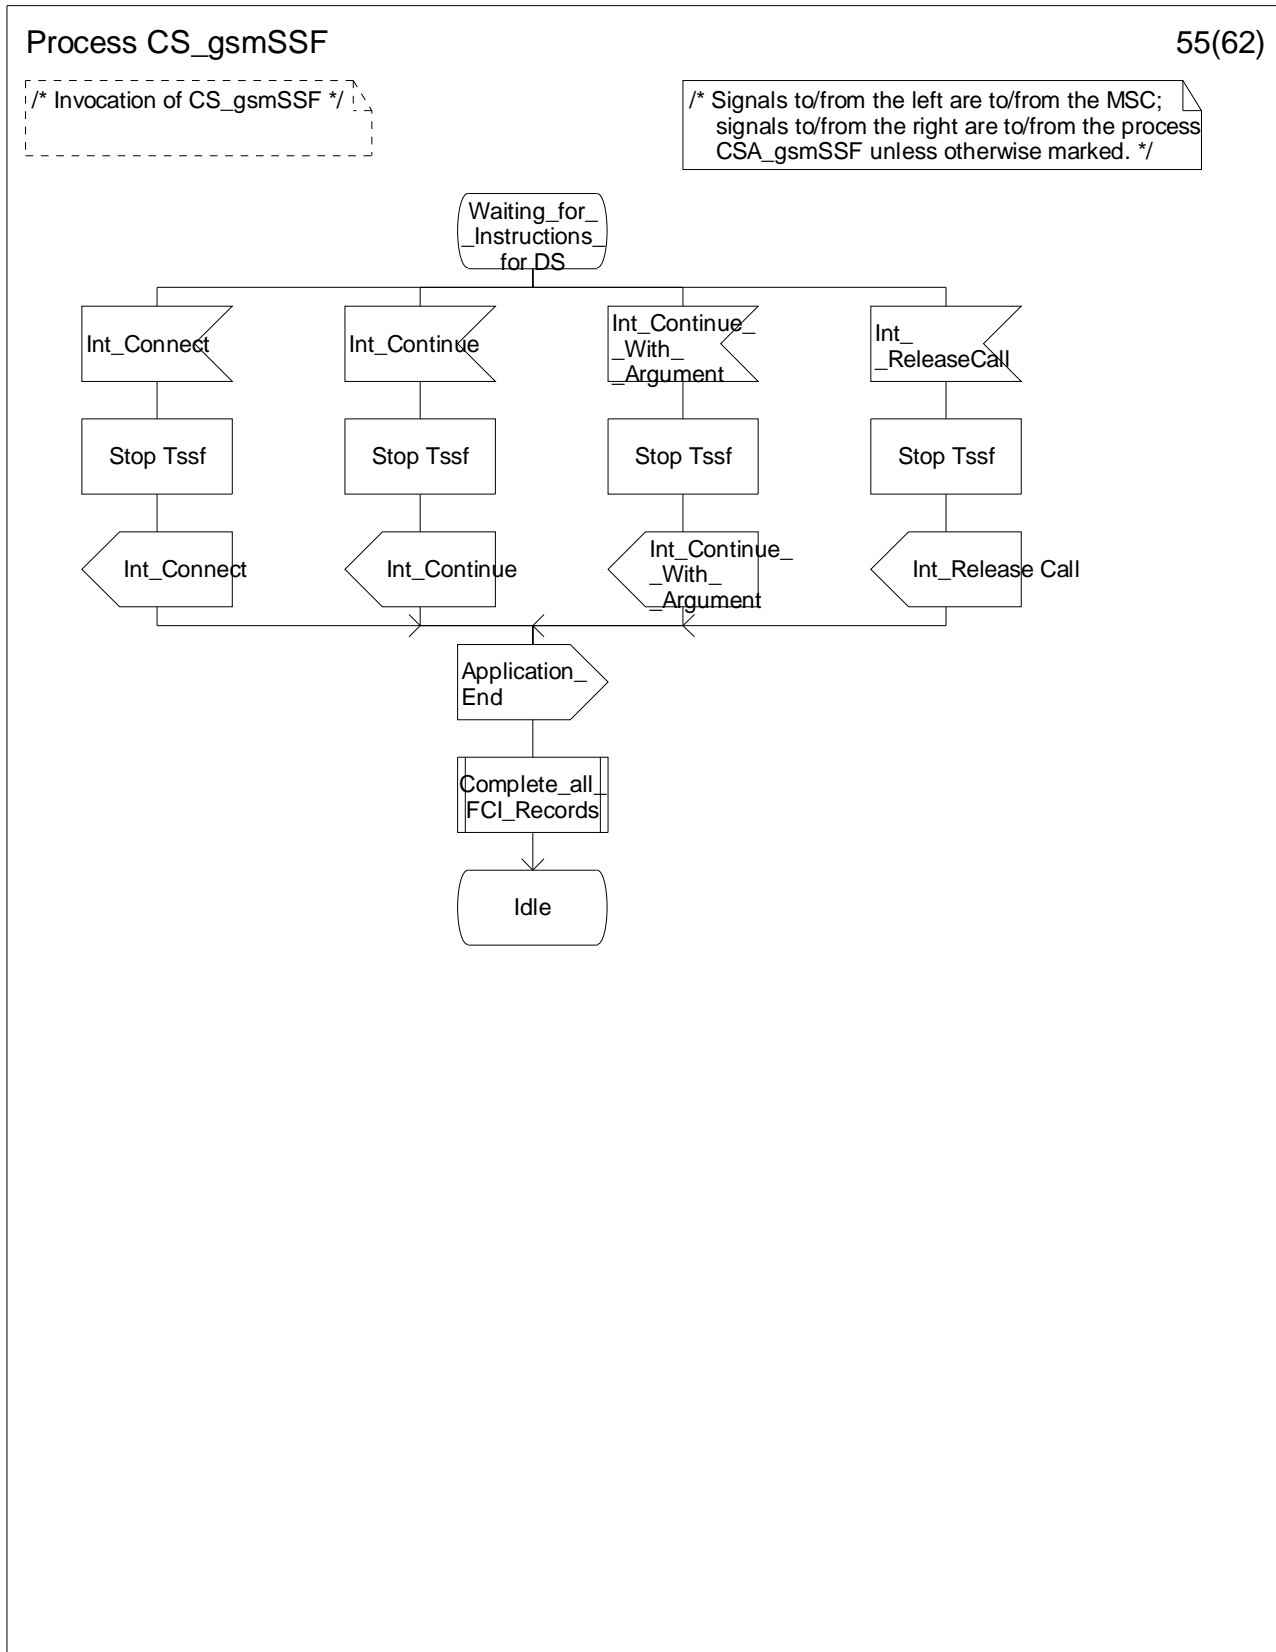 Process CS_gsmSSF
55(62)
/* Invocation of CS_gsmSSF */
/* Signals to/from the left are to/from the MSC;
signals to/from the right are to/from the process
CSA_gsmSSF unless otherwise marked. */
Waiting_for_
_Instructions_
for DS
Int_Connect
Int_Continue
Int_Continue_
_With_
_Argument
Int_
_ReleaseCall
Stop Tssf
Stop Tssf
Stop Tssf
Stop Tssf
Int_Connect
Int_Continue
Int_Continue_
_With_
_Argument
Int_Release Call
Application_
End
Complete_all_
FCI_Records
Idle